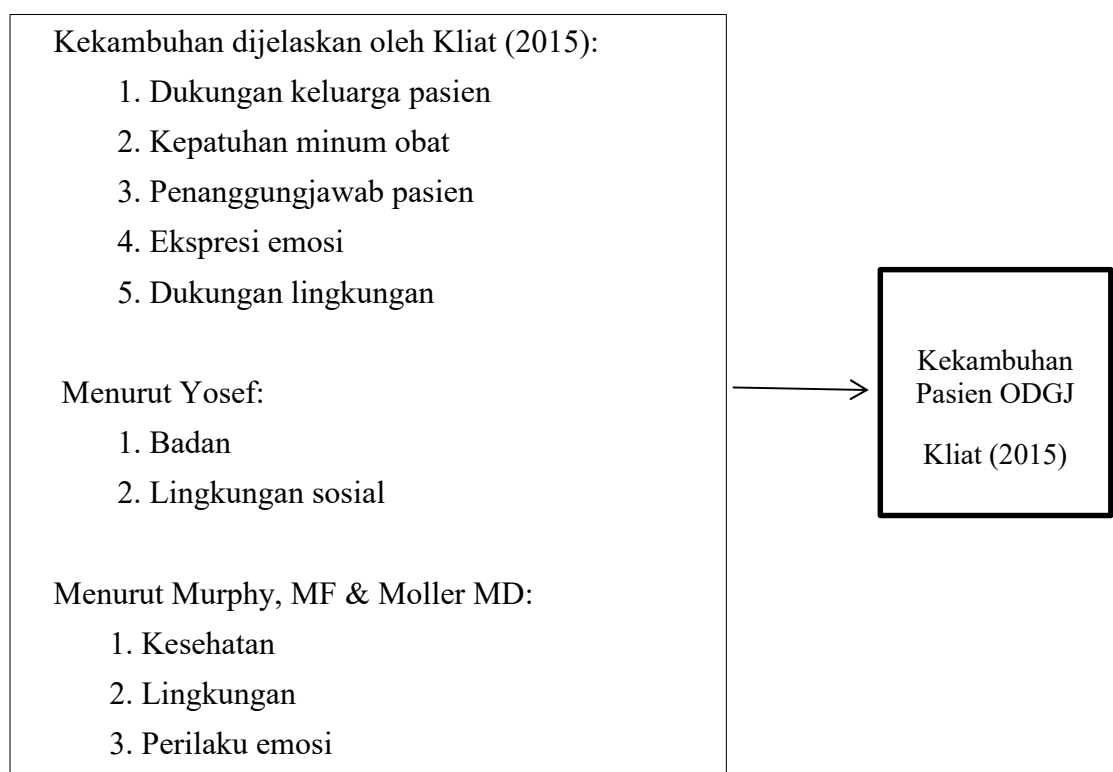 Kekambuhan dijelaskan oleh Kliat (2015):
1. Dukungan keluarga pasien
2. Kepatuhan minum obat
3. Penanggungjawab pasien
4. Ekspresi emosi
5. Dukungan lingkungan
Menurut Yosef:
1. Badan
2. Lingkungan sosial
Menurut Murphy, MF & Moller MD:
1. Kesehatan
2. Lingkungan
3. Perilaku emosi
Kekambuhan
Pasien ODGJ
Kliat (2015)